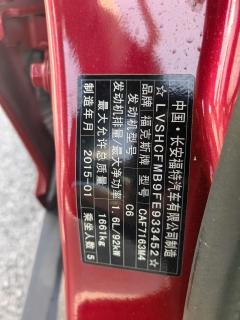 中国·长安福特汽车有限公司制造
☆LVSHCFMB9FE933452☆
品牌 福克斯牌 型号 CAF7163M4
发动机型号 C6
发动机排量/最大净功率 1.6L/92kW
最大允许总质量 1661kg
制造年月 2015-01 乘坐人数 5